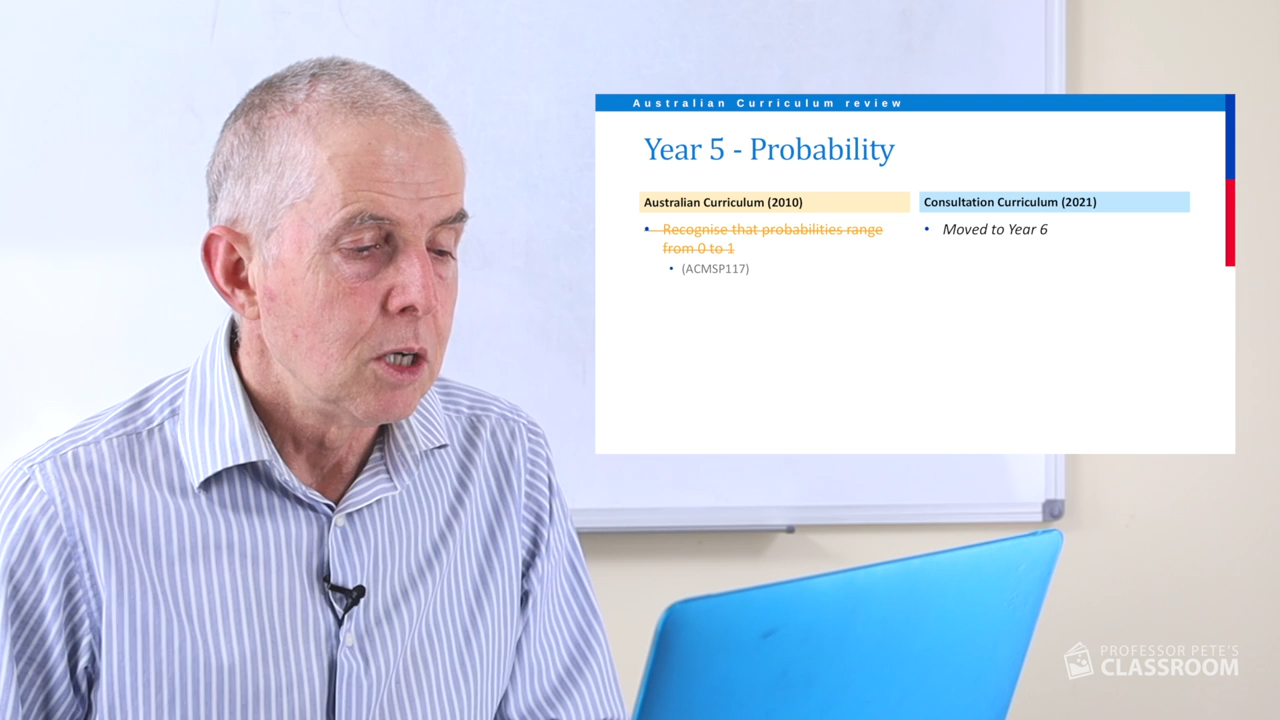 Australian Curriculum review
Year 5 - Probability
Australian Curriculum (2010)
Consultation Curriculum (2021)
• Recognise that probabilities range
from 0 to 1
• (ACMSP117)
• Moved to Year 6
PROFESSOR PETE'S
CLASSROOM